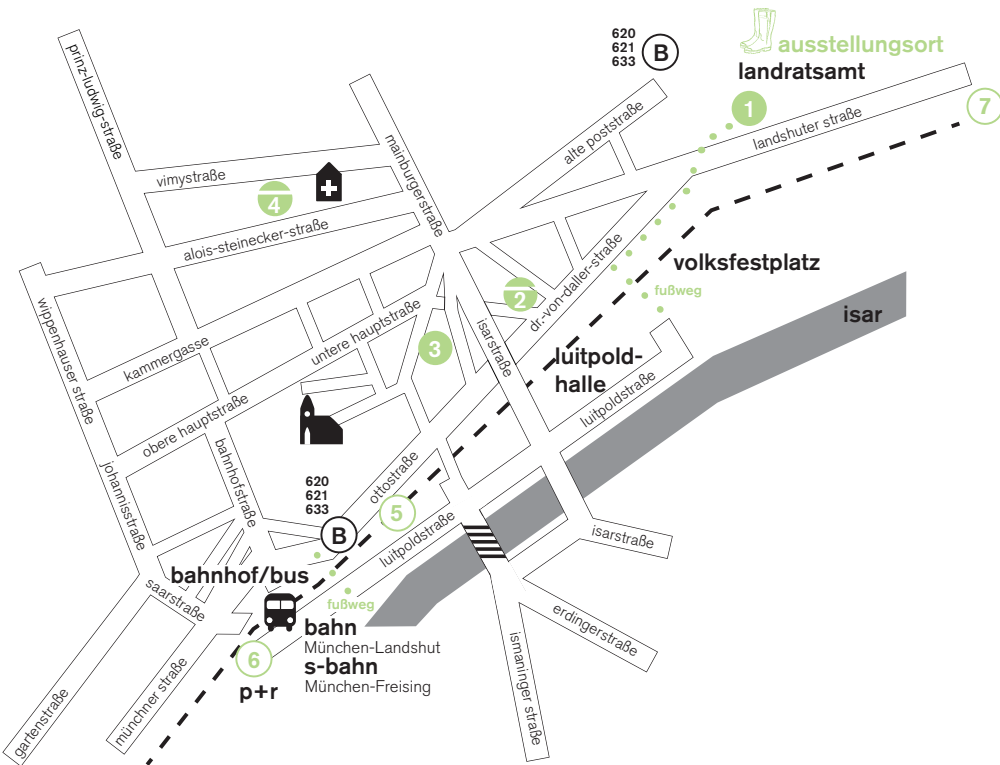 620
621
633
B
ausstellungsort
landratsamt
1
7
prinz-ludwig-straße
mainburgerstraße
alte poststraße
landshuter straße
vimystraße
4
alois-steinecker-straße
volksfestplatz
fußweg
2
dr.-von-daller-straße
isar
wippenhauser straße
kammergasse
untere hauptstraße
3
isarstraße
luitpold-
halle
luitpoldstraße
obere hauptstraße
bahnhofstraße
johannisstraße
620
621
633
B
ottostraße
5
luitpoldstraße
isarstraße
bahnhof/bus
saarstraße
fußweg
bahn
München-Landshut
s-bahn
München-Freising
6
p+r
erdingerstraße
ismaninger straße
münchner straße
gartenstraße